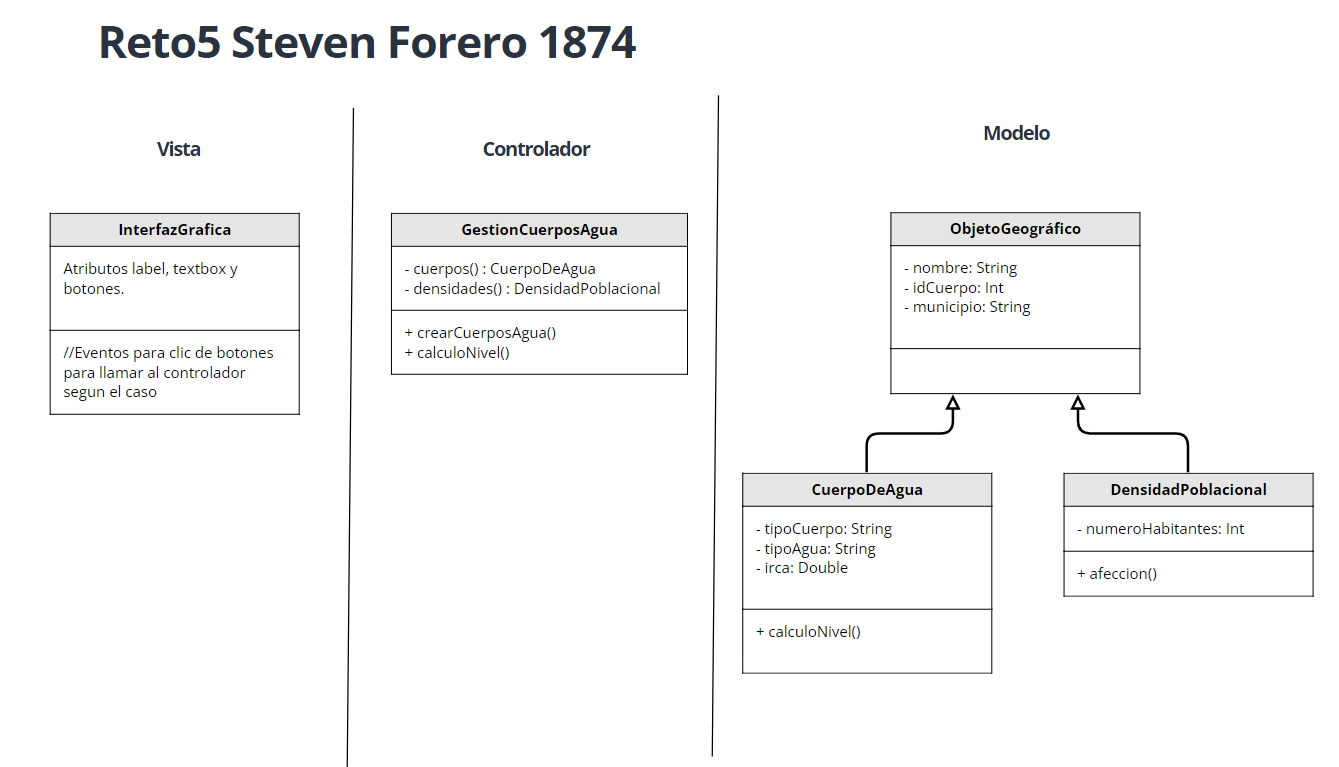 Reto5 Steven Forero 1874
Vista
InterfazGrafica
Atributos label, textbox y
botones.
//Eventos para clic de botones
para llamar al controlador
segun el caso
Controlador
GestionCuerposAgua
- cuerpos() : CuerpoDeAgua
- densidades() : DensidadPoblacional
+ crearCuerposAgua()
+ calculoNivel()
Modelo
ObjetoGeográfico
- nombre: String
- idCuerpo: Int
- municipio: String
CuerpoDeAgua
- tipoCuerpo: String
- tipoAgua: String
- irca: Double
+ calculoNivel()
DensidadPoblacional
- numeroHabitantes: Int
+ afeccion()